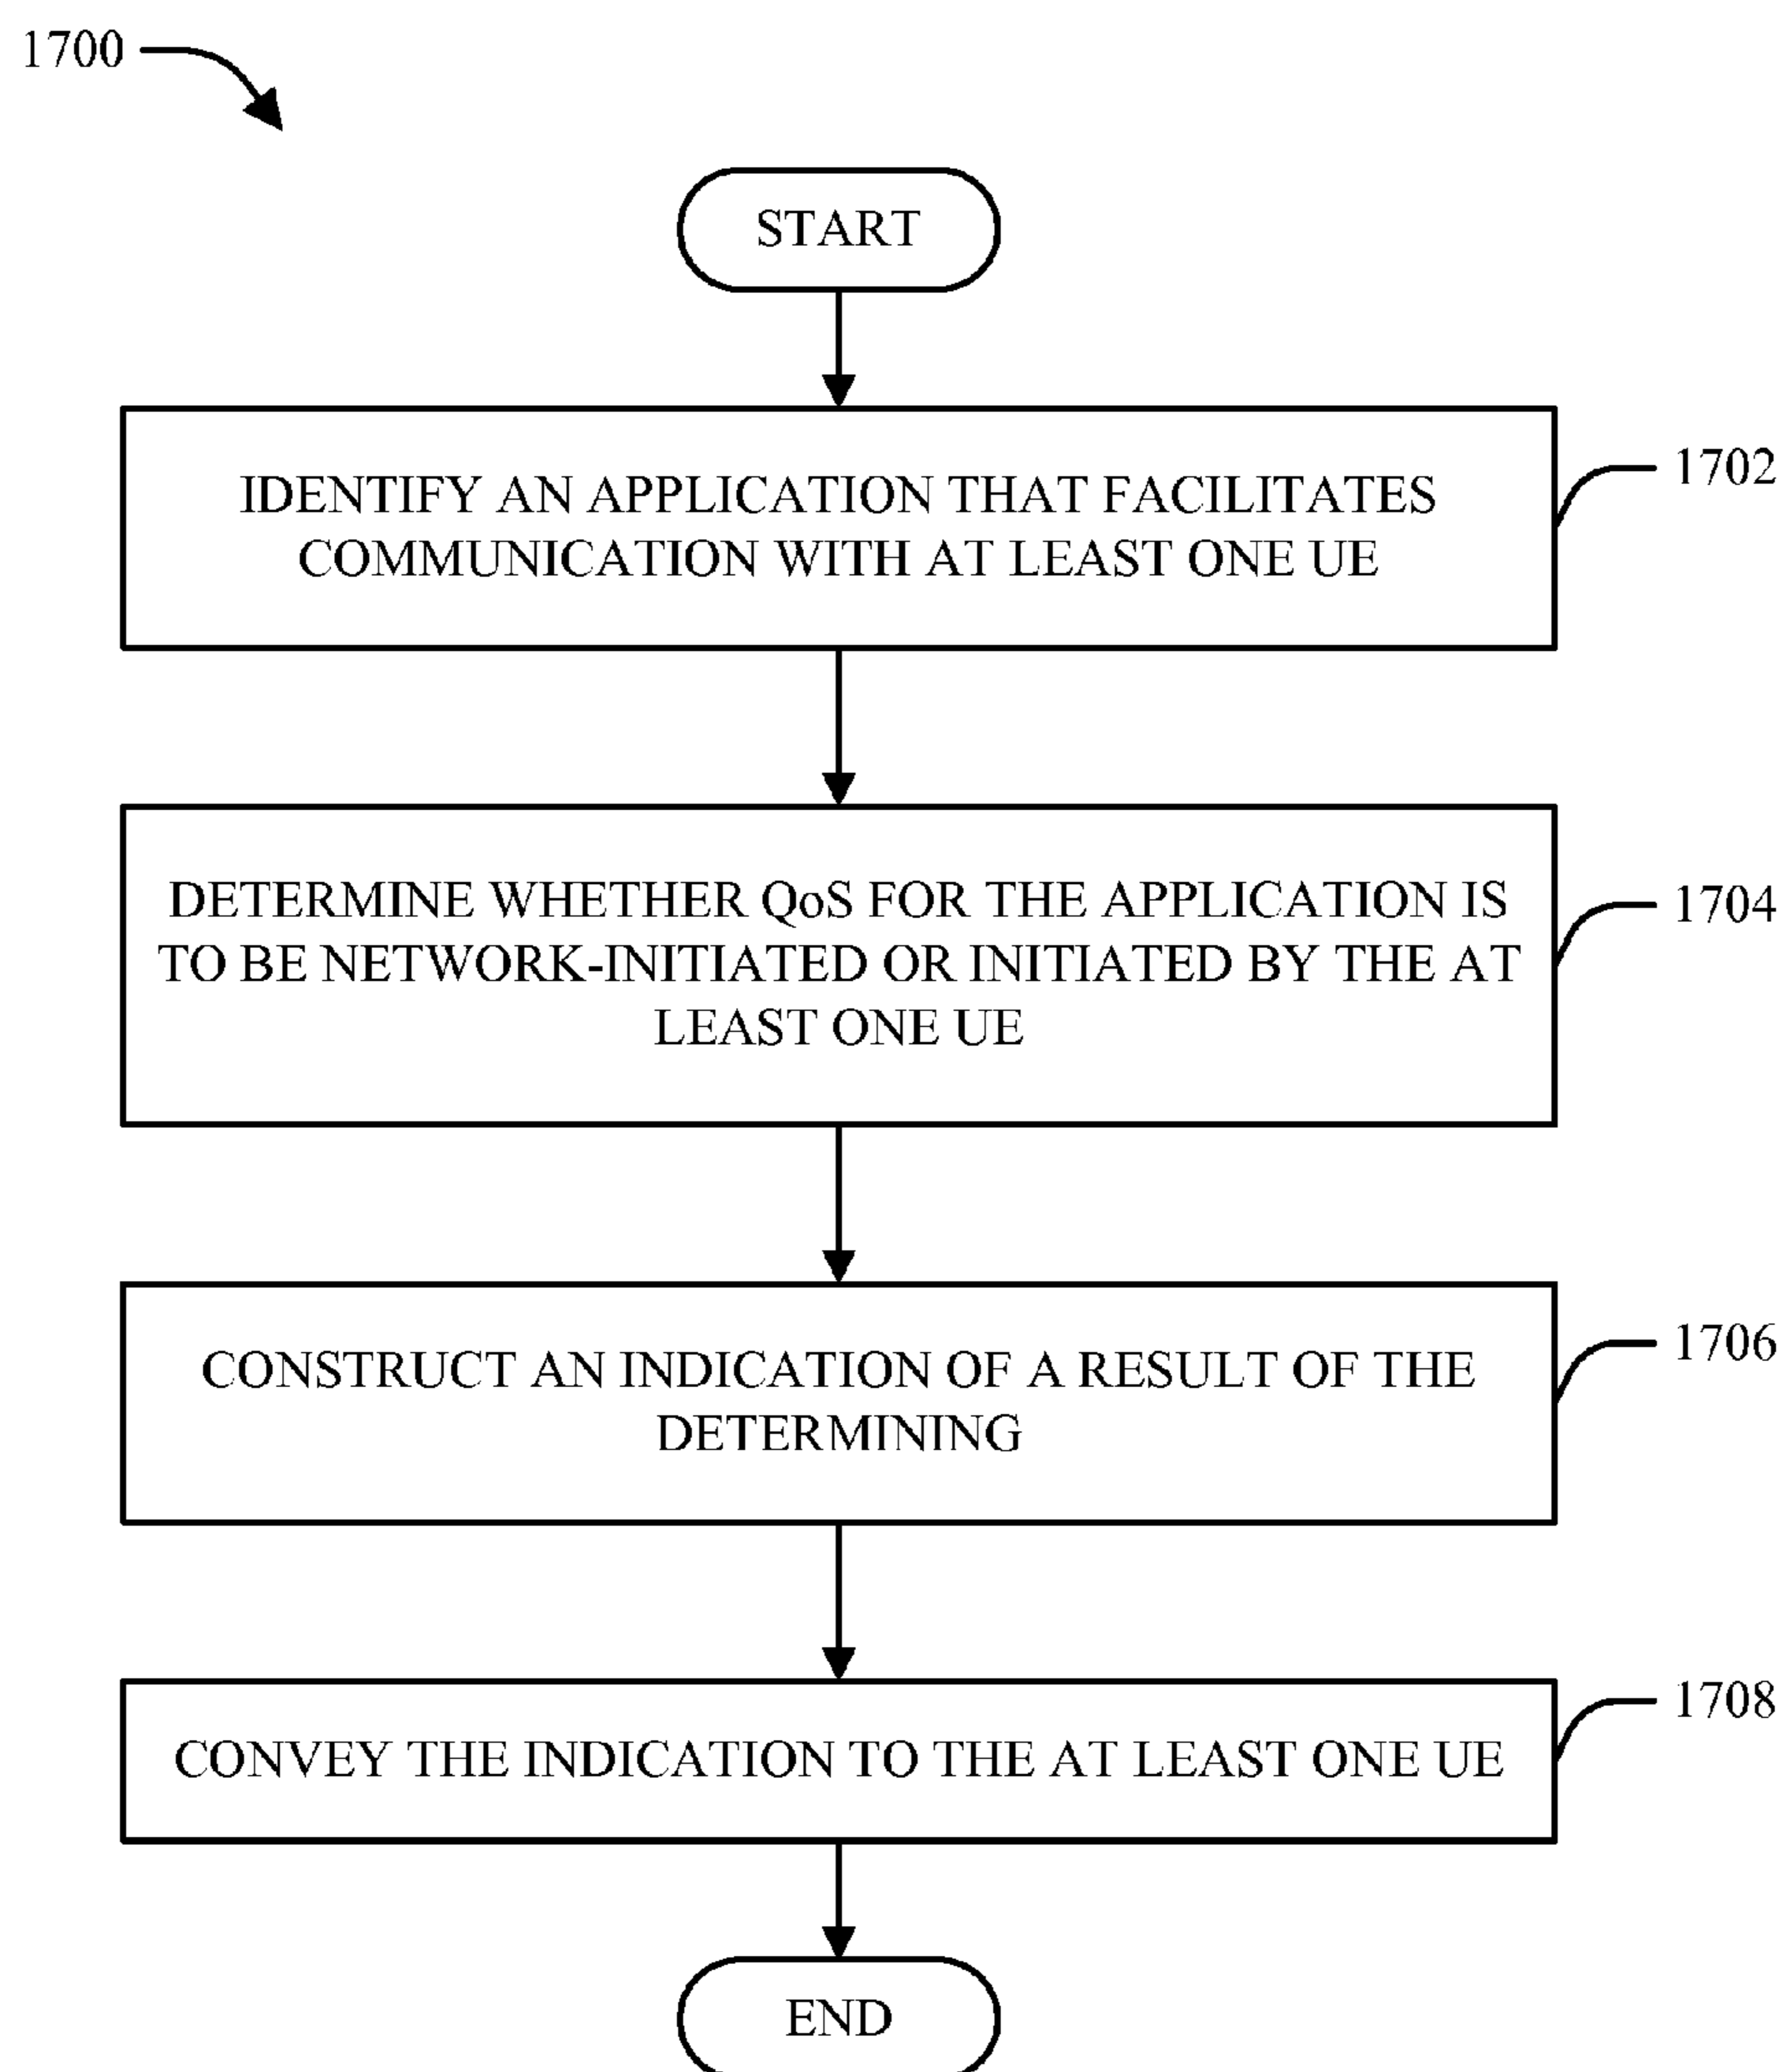 1700
START
IDENTIFY AN APPLICATION THAT FACILITATES
COMMUNICATION WITH AT LEAST ONE UE
1702
DETERMINE WHETHER QoS FOR THE APPLICATION IS
TO BE NETWORK-INITIATED OR INITIATED BY THE AT
LEAST ONE UE
1704
CONSTRUCT AN INDICATION OF A RESULT OF THE
DETERMINING
1706
CONVEY THE INDICATION TO THE AT LEAST ONE UE
1708
END